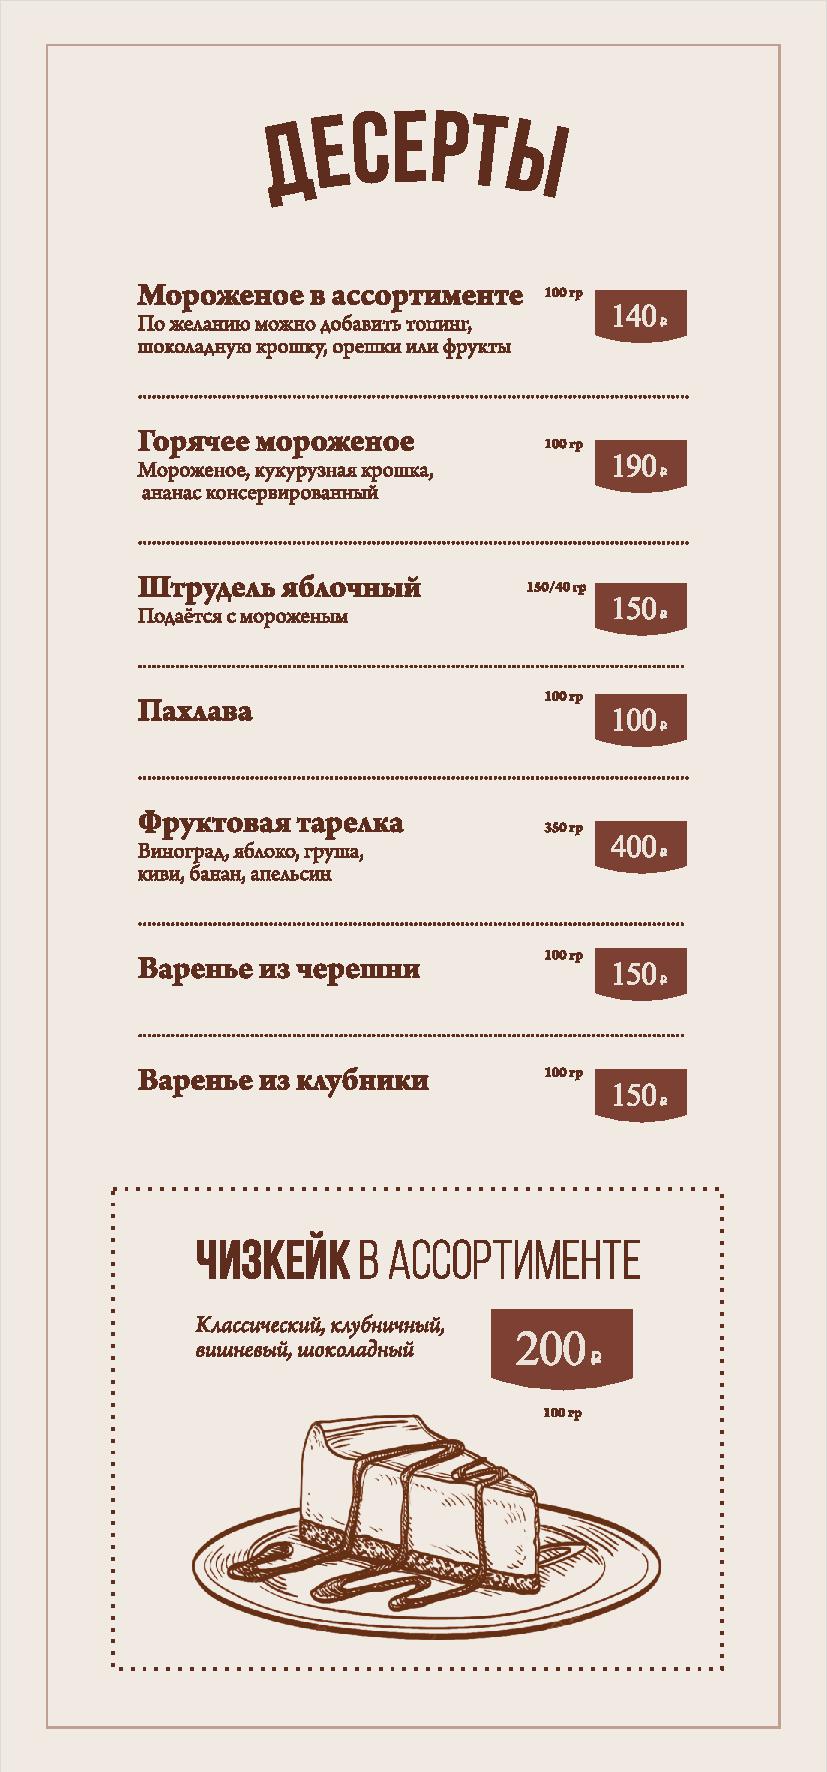 ДЕСЕРТЫ
Мороженое в ассортименте 100 гр 140 ₽
По желанию можно добавить топинг,
шоколадную крошку, орешки или фрукты
Горячее мороженое 100 гр 190 ₽
Мороженое, кукурузная крошка,
ананас консервированный
Штрудель яблочный 150/40 гр 150 ₽
Подаётся с мороженым
Пахлава 100 гр 100 ₽
Фруктовая тарелка 350 гр 400 ₽
Виноград, яблоко, груша,
киви, банан, апельсин
Варенье из черешни 100 гр 150 ₽
Варенье из клубники 100 гр 150 ₽
ЧИЗКЕЙК В АССОРТИМЕНТЕ
Классический, клубничный,
вишневый, шоколадный
200 ₽
100 гр